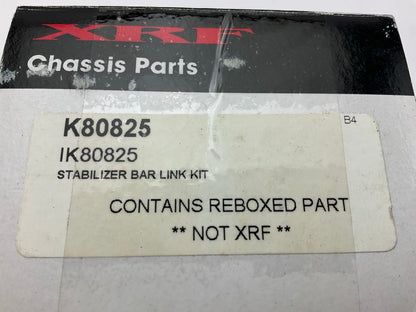 XRF
Chassis Parts
K80825
B4
IK80825
STABILIZER BAR LINK KIT
CONTAINS REBOXED PART
** NOT XRF **